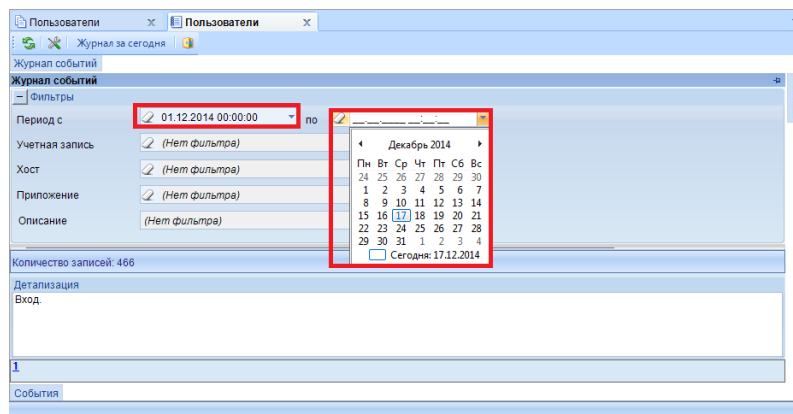 Пользователи Пользователи
Журнал за сегодня
Журнал событий
Журнал событий
Фильтры
Период с 01.12.2014 00:00:00 по __.__.____ __:__:__
Учетная запись (Нет фильтра)
Хост (Нет фильтра)
Приложение (Нет фильтра)
Описание (Нет фильтра)
Декабрь 2014
Пн Вт Ср Чт Пт Сб Вс
24 25 26 27 28 29 30
1 2 3 4 5 6 7
8 9 10 11 12 13 14
15 16 17 18 19 20 21
22 23 24 25 26 27 28
29 30 31 1 2 3 4
Сегодня: 17.12.2014
Количество записей: 466
Детализация
Вход.
1
События